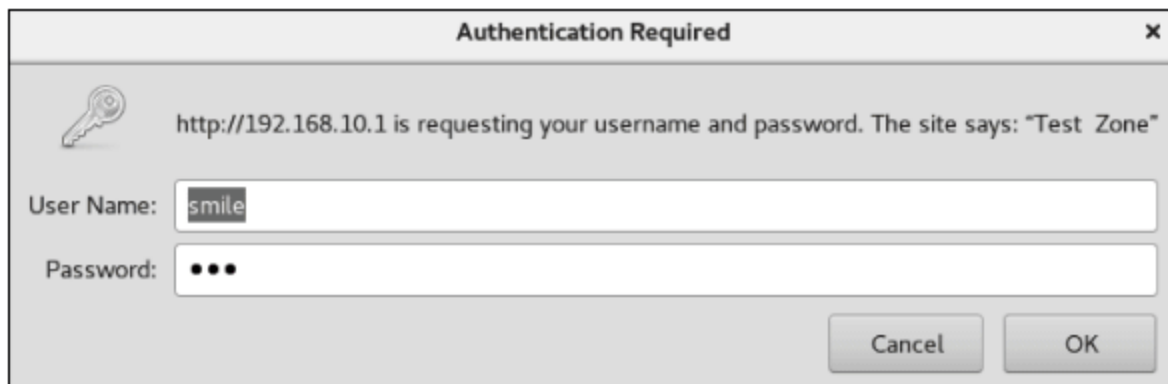 Authentication Required
http://192.168.10.1 is requesting your username and password. The site says: “Test Zone”
User Name: smile
Password: •••
Cancel OK